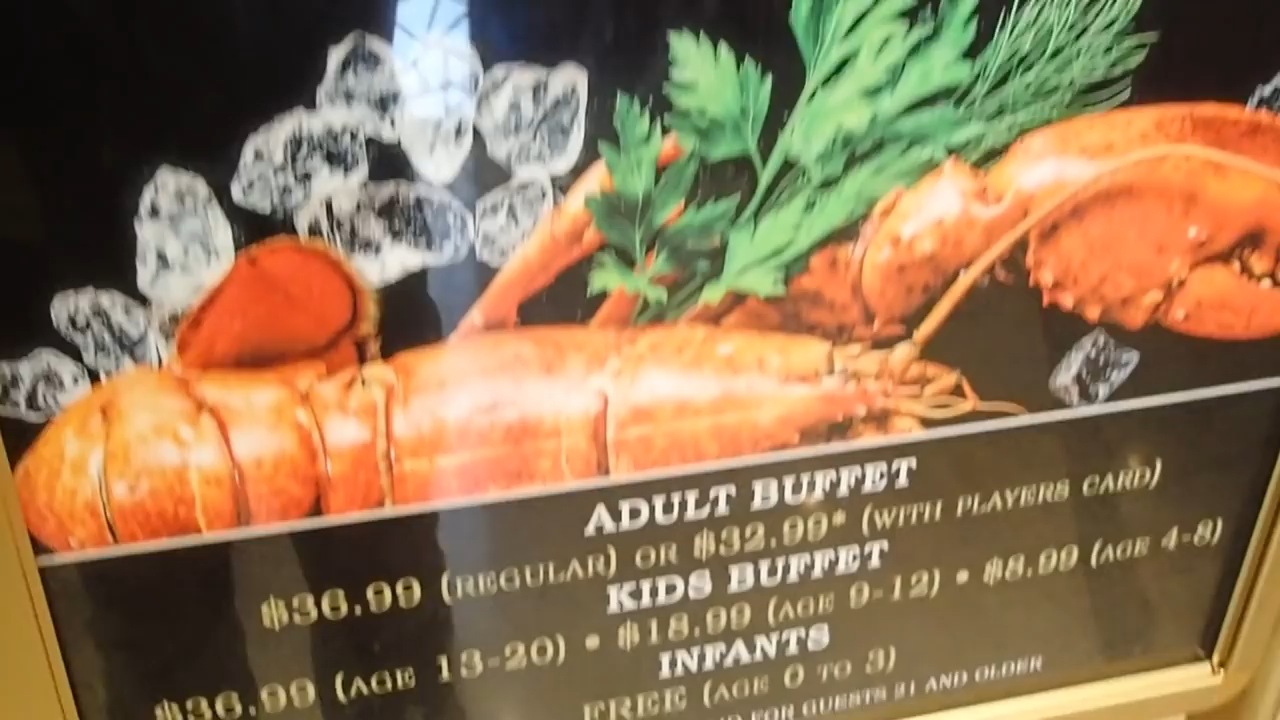 ADULT BUFFET
$36.99 (REGULAR) OR $32.99* (WITH PLAYERS CARD)
KIDS BUFFET
$36.99 (AGE 13-20) • $18.99 (AGE 9-12) • $8.99 (AGE 4-8)
INFANTS
FREE (AGE 0 TO 3)
FOR GUESTS 21 AND OLDER